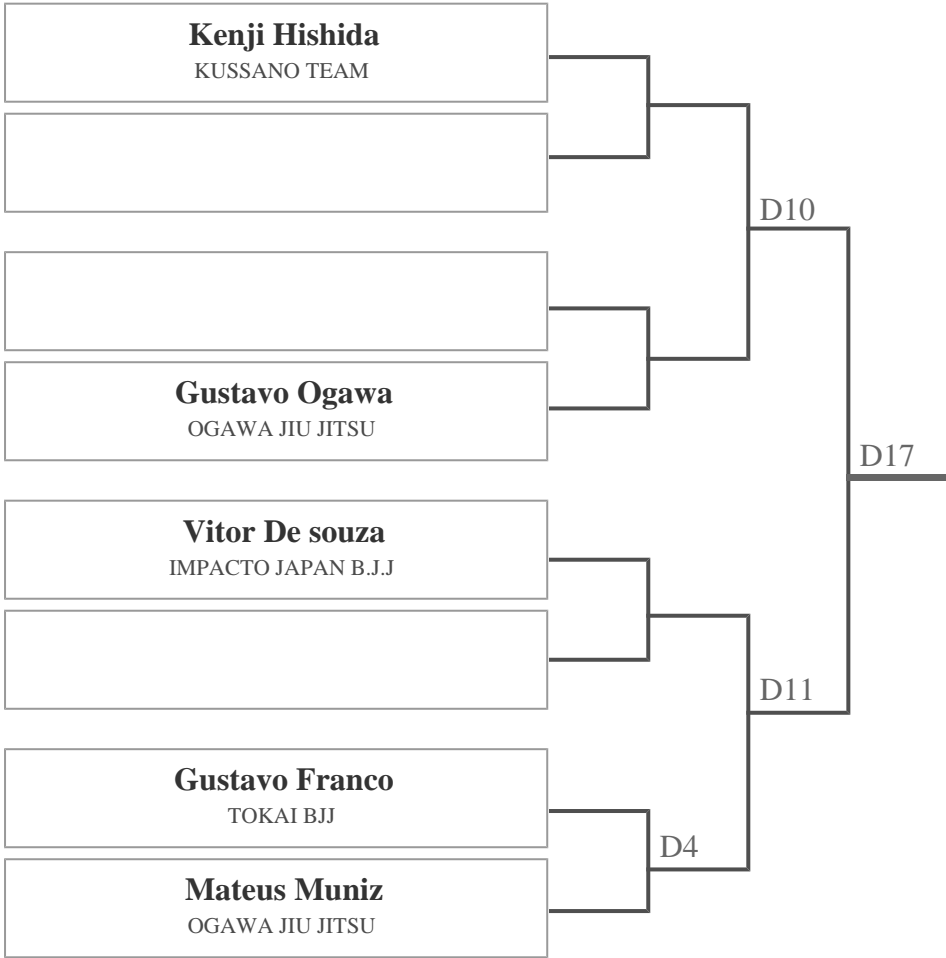 Kenji Hishida
KUSSANO TEAM
D10
Gustavo Ogawa
OGAWA JIU JITSU
D17
Vitor De souza
IMPACTO JAPAN B.J.J
D11
Gustavo Franco
TOKAI BJJ
D4
Mateus Muniz
OGAWA JIU JITSU